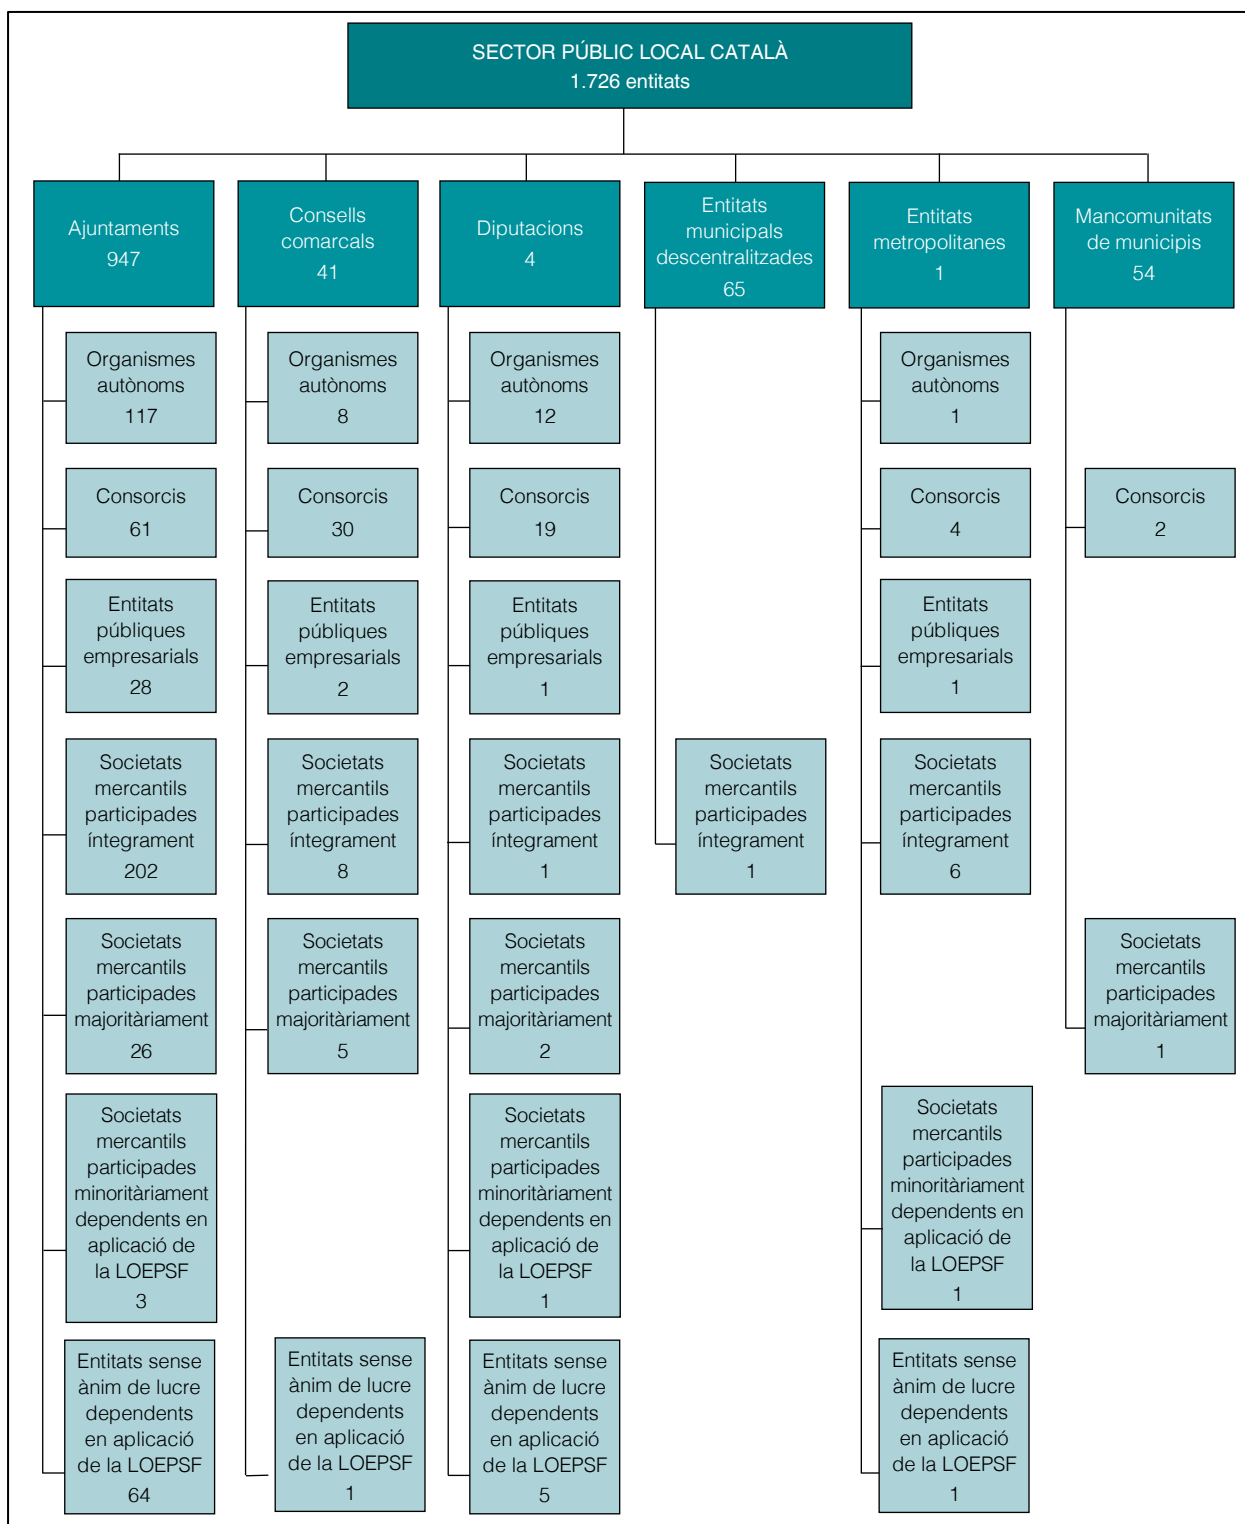 SECTOR PÚBLIC LOCAL CATALÀ
1.726 entitats
Ajuntaments
947
Consells
comarcals
41
Diputacions
4
Entitats
municipals
descentralitzades
65
Entitats
metropolitanes
1
Mancomunitats
de municipis
54
Organismes
autònoms
117
Organismes
autònoms
8
Organismes
autònoms
12
Organismes
autònoms
1
Consorcis
61
Consorcis
30
Consorcis
19
Consorcis
4
Consorcis
2
Entitats
públiques
empresarials
28
Entitats
públiques
empresarials
2
Entitats
públiques
empresarials
1
Entitats
públiques
empresarials
1
Societats
mercantils
participades
íntegrament
202
Societats
mercantils
participades
íntegrament
8
Societats
mercantils
participades
íntegrament
1
Societats
mercantils
participades
íntegrament
1
Societats
mercantils
participades
íntegrament
6
Societats
mercantils
participades
majoritàriament
26
Societats
mercantils
participades
majoritàriament
5
Societats
mercantils
participades
majoritàriament
2
Societats
mercantils
participades
majoritàriament
1
Societats
mercantils
participades
minoritàriament
dependents en
aplicació de
la LOEPSF
3
Societats
mercantils
participades
minoritàriament
dependents en
aplicació de
la LOEPSF
1
Societats
mercantils
participades
minoritàriament
dependents en
aplicació de
la LOEPSF
1
Entitats sense
ànim de lucre
dependents
en aplicació
de la LOEPSF
64
Entitats sense
ànim de lucre
dependents
en aplicació
de la LOEPSF
1
Entitats sense
ànim de lucre
dependents
en aplicació
de la LOEPSF
5
Entitats sense
ànim de lucre
dependents
en aplicació
de la LOEPSF
1